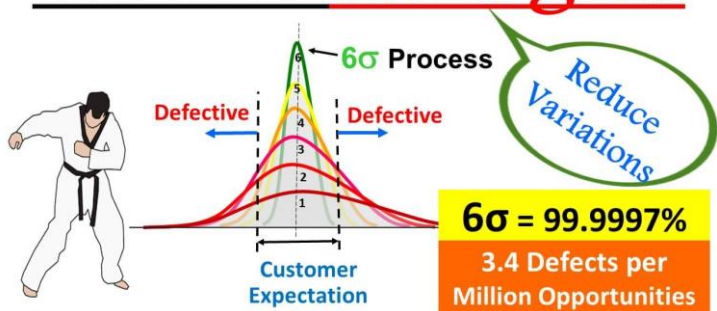 6σ Process
Reduce
Variations
Defective
Defective
6
5
4
3
2
1
Customer
Expectation
6σ = 99.9997%
3.4 Defects per
Million Opportunities